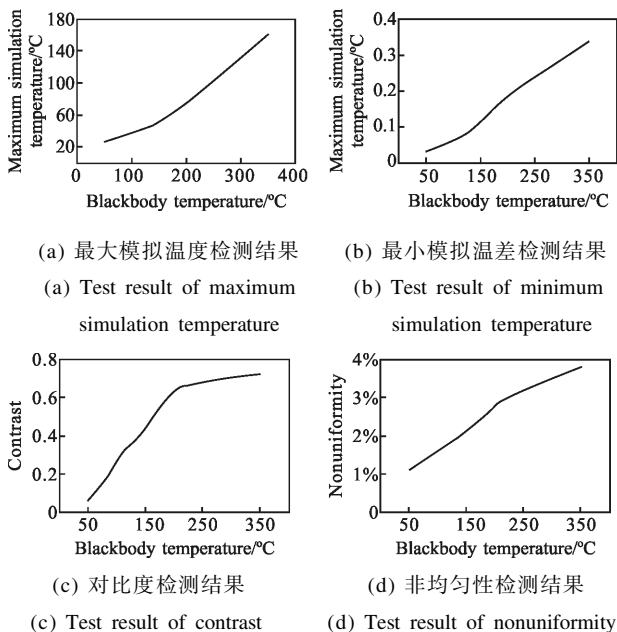 180
140
100
60
20
0
100
200
300
400
Maximum simulation
temperature/ºC
Blackbody temperature/ºC
0.4
0.3
0.2
0.1
0
50
150
250
350
Maximum simulation
temperature/ºC
Blackbody temperature/ºC
(a) 最大模拟温度检测结果
(a) Test result of maximum
simulation temperature
(b) 最小模拟温差检测结果
(b) Test result of minimum
simulation temperature
0.8
0.6
0.4
0.2
0
50
150
250
350
Contrast
Blackbody temperature/ºC
4%
3%
2%
1%
0
50
150
250
350
Nonuniformity
Blackbody temperature/ºC
(c) 对比度检测结果
(c) Test result of contrast
(d) 非均匀性检测结果
(d) Test result of nonuniformity